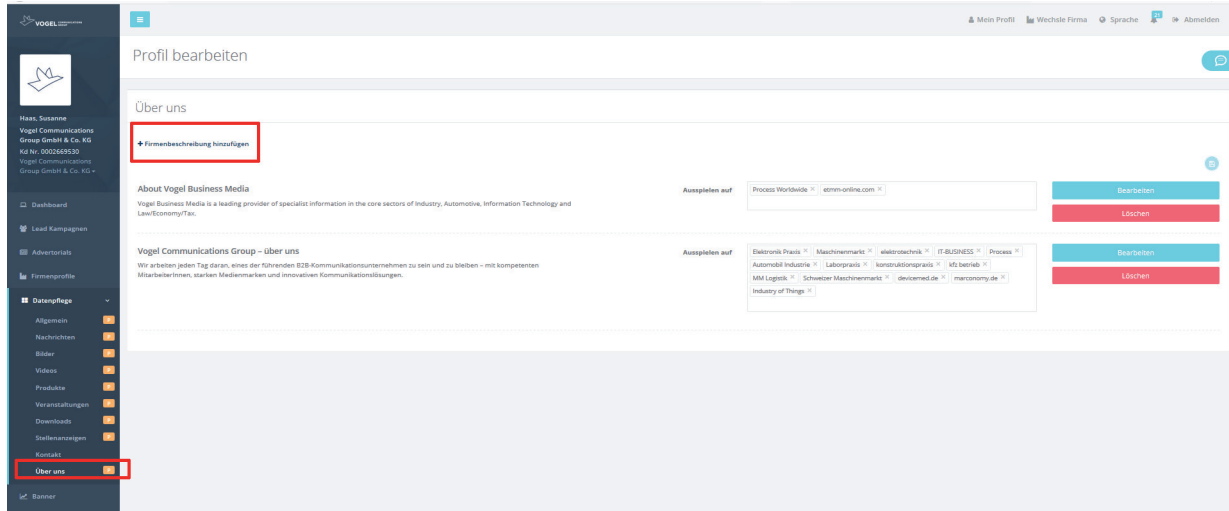 VOGEL COMMUNICATIONS GROUP
Mein Profil Wechsle Firma Sprache 21 Abmelden
Profil bearbeiten
Haas, Susanne
Vogel Communications
Group GmbH & Co. KG
Kd Nr. 0002669530
Vogel Communications
Group GmbH & Co. KG
Dashboard
Lead Kampagnen
Advertorials
Firmenprofile
Datenpflege
Allgemein
Nachrichten
Bilder
Videos
Produkte
Veranstaltungen
Downloads
Stellenanzeigen
Kontakt
Über uns
Banner
Über uns
+ Firmenbeschreibung hinzufügen
About Vogel Business Media
Vogel Business Media is a leading provider of specialist information in the core sectors of Industry, Automotive, Information Technology and
Law/Economy/Tax.
Ausspielen auf
Process Worldwide × etmm-online.com ×
Bearbeiten
Löschen
Vogel Communications Group – über uns
Wir arbeiten jeden Tag daran, eines der führenden B2B-Kommunikationsunternehmen zu sein und zu bleiben – mit kompetenten
MitarbeiterInnen, starken Medienmarken und innovativen Kommunikationslösungen.
Ausspielen auf
Elektronik Praxis × Maschinenmarkt × elektrotechnik × IT-BUSINESS × Process ×
Automobil Industrie × Laborpraxis × konstruktionspraxis × kfz betrieb ×
MM Logistik × Schweizer Maschinenmarkt × devicemed.de × marconomy.de ×
Industry of Things ×
Bearbeiten
Löschen